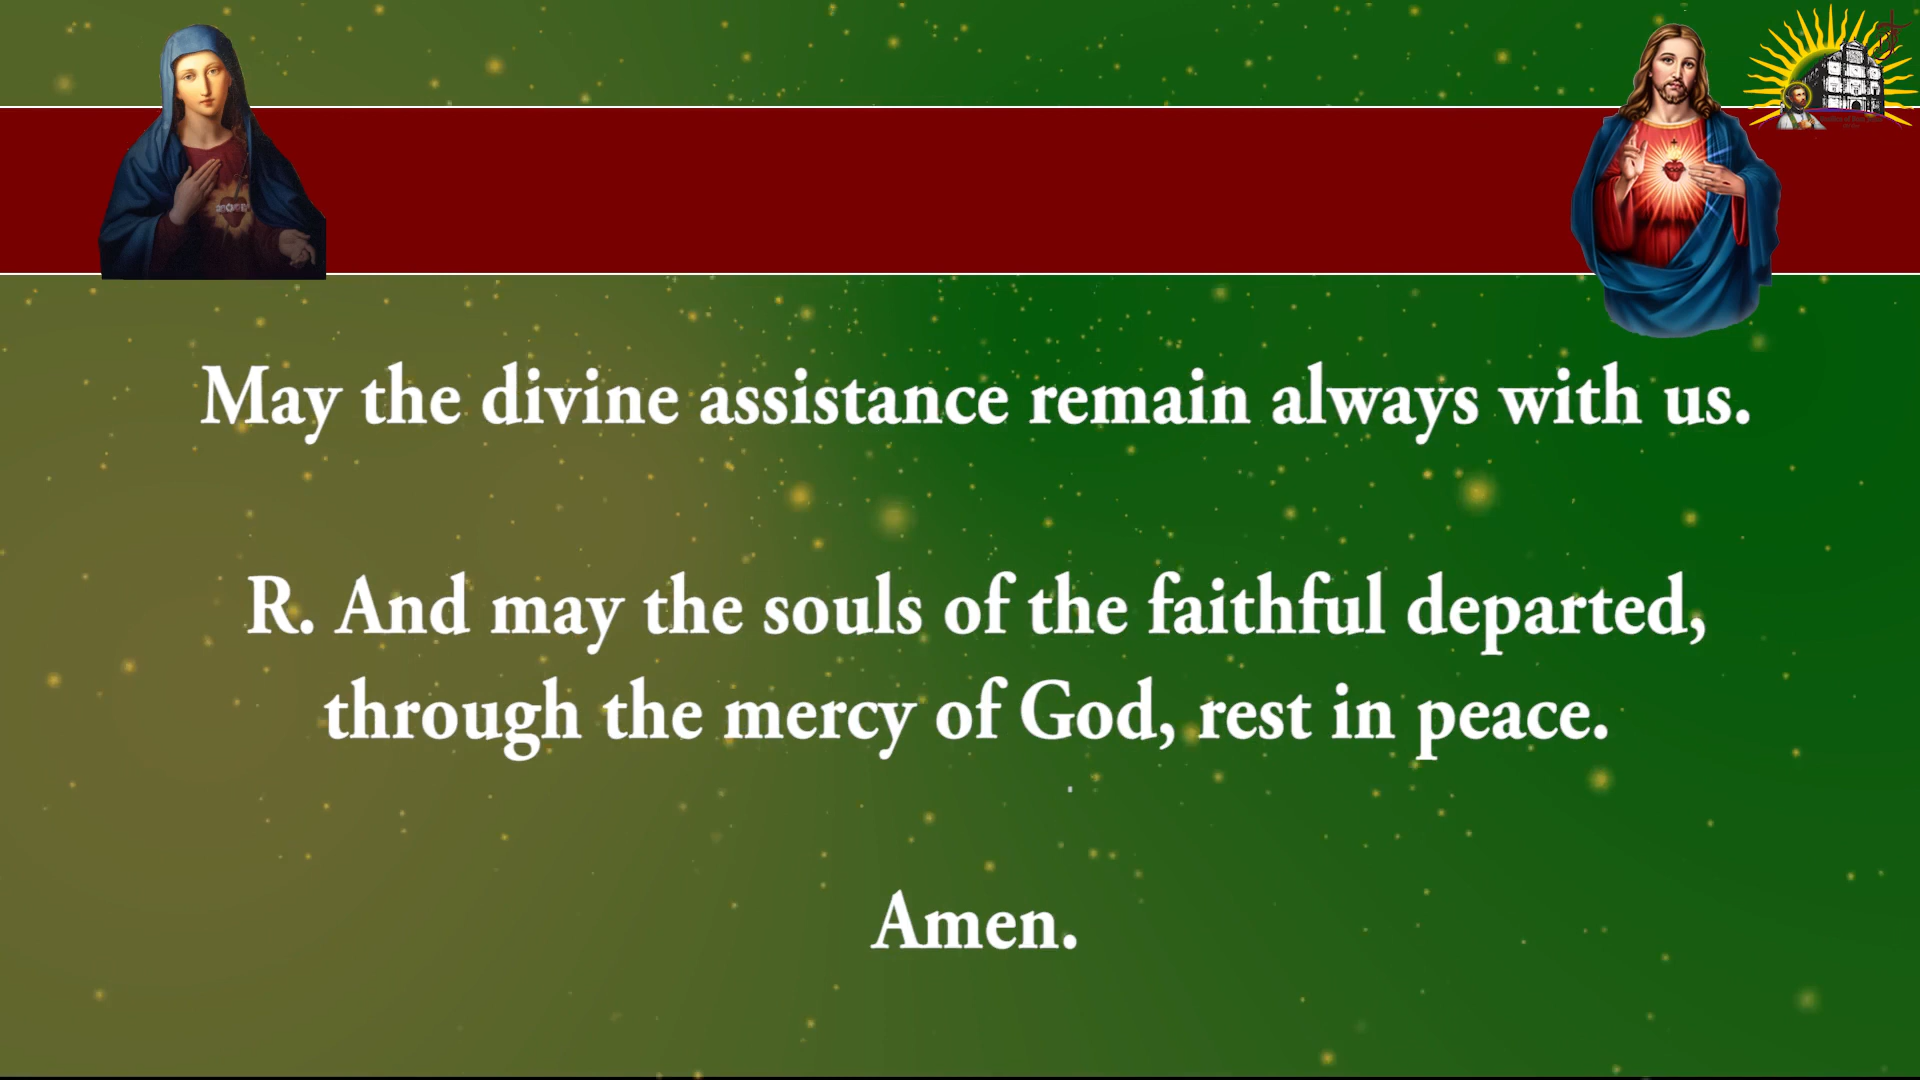 May the divine assistance remain always with us.
R. And may the souls of the faithful departed,
through the mercy of God, rest in peace.
Amen.